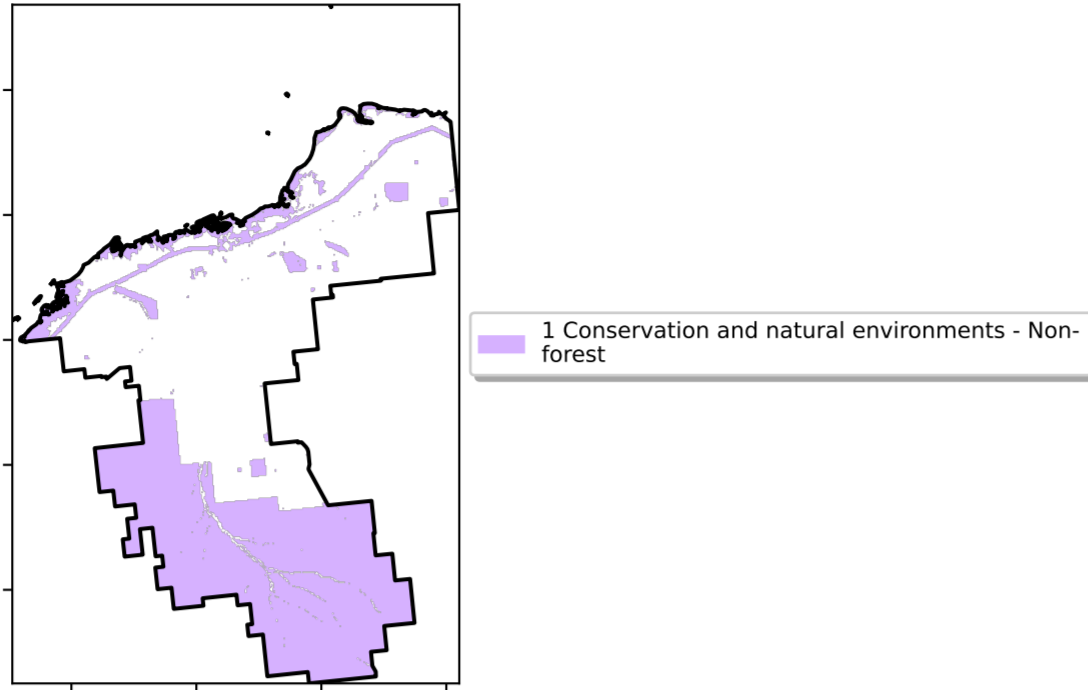 1 Conservation and natural environments - Non-
forest